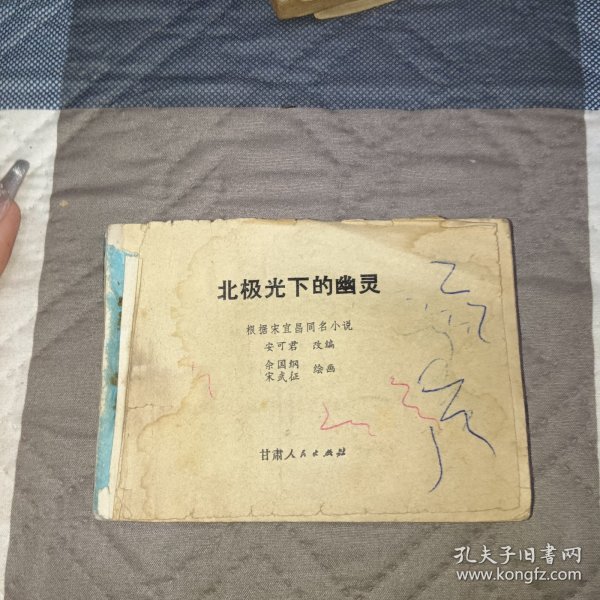 北极光下的幽灵
根据宋宜昌同名小说
安可君 改编
余国纲
宋武征 绘画
甘肃人民出版社
孔夫子旧书网
www.kongfz.com